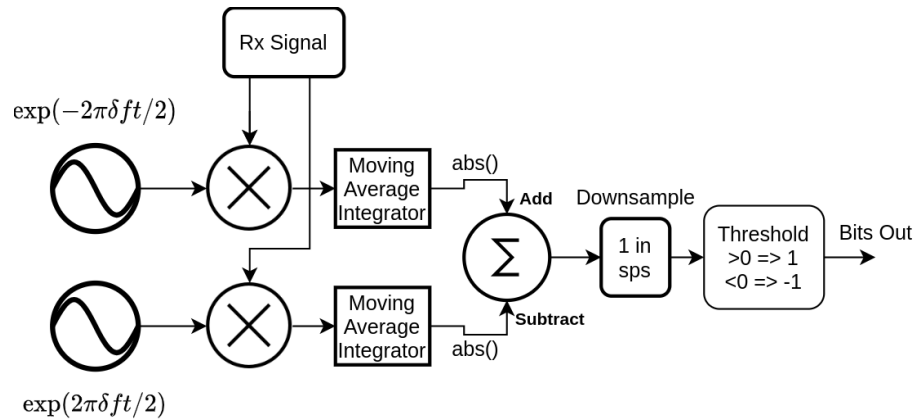 Rx Signal
exp(−2πδft/2)
Moving
Average
Integrator
abs()
Add
Downsample
1 in
sps
Threshold
>0 => 1
<0 => -1
Bits Out
Σ
Subtract
Moving
Average
Integrator
abs()
exp(2πδft/2)